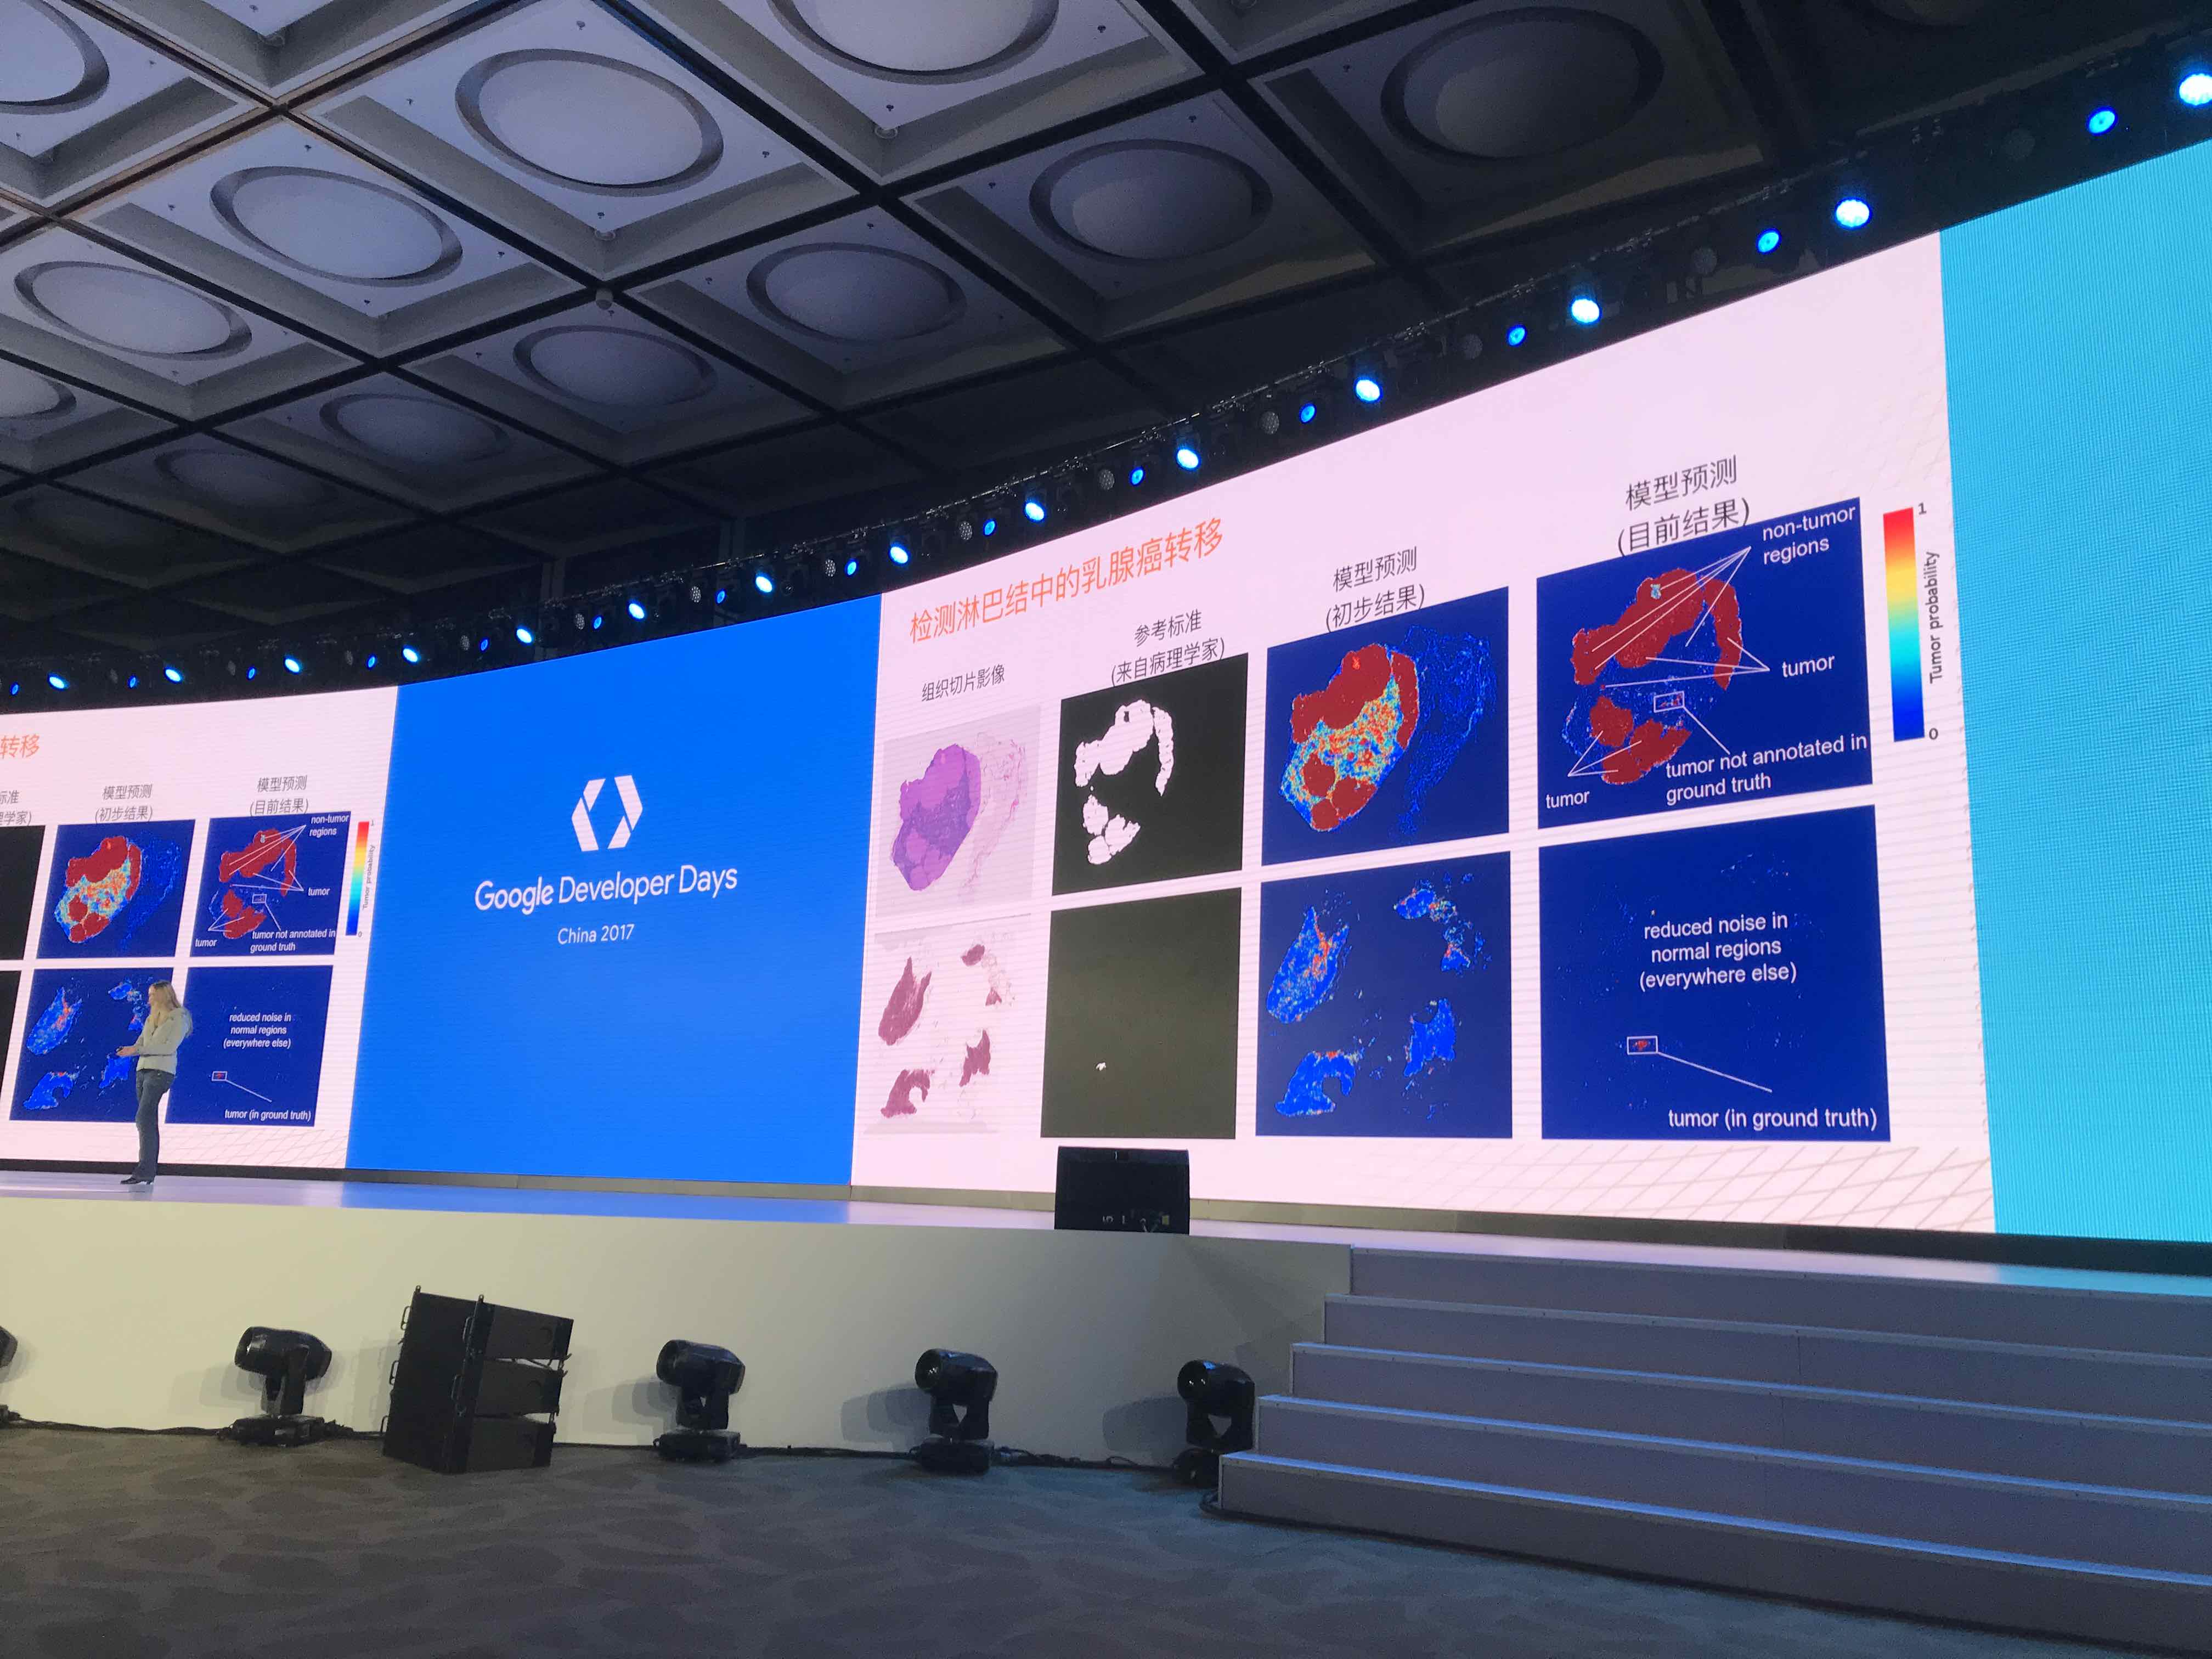 转移
标准
理学家)
模型预测
(初步结果)
模型预测
(目前结果)
non-tumor
regions
tumor
tumor
tumor not annotated in
ground truth
1
Tumor probability
0
reduced noise in
normal regions
(everywhere else)
tumor (in ground truth)
Google Developer Days
China 2017
检测淋巴结中的乳腺癌转移
组织切片影像
参考标准
(来自病理学家)
模型预测
(初步结果)
模型预测
(目前结果)
non-tumor
regions
tumor
tumor
tumor not annotated in
ground truth
1
Tumor probability
0
reduced noise in
normal regions
(everywhere else)
tumor (in ground truth)